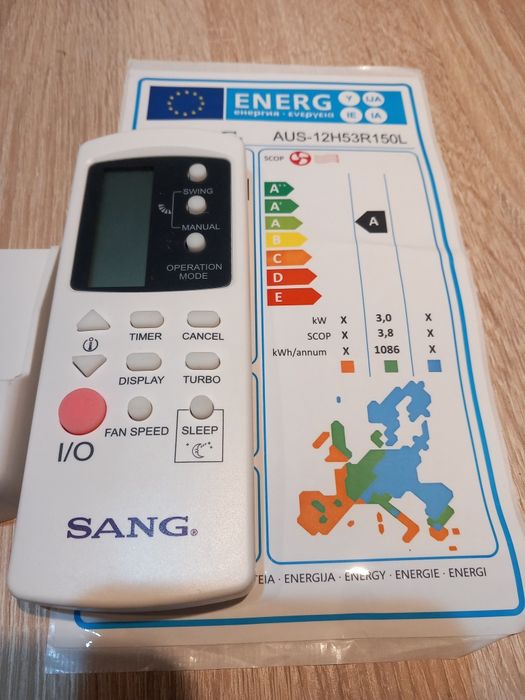 ENERG
енергия · ενεργεια
Y IJA
IE IA
AUS-12H53R150L
SCOP
A++
A+
A
B
C
D
E
A
kW X 3,0 X
SCOP X 3,8 X
kWh/annum X 1086 X
· ENERGIJA · ENERGY · ENERGIE · ENERGI
SWING
MANUAL
OPERATION
MODE
TIMER CANCEL
DISPLAY TURBO
I/O FAN SPEED SLEEP
SANG®